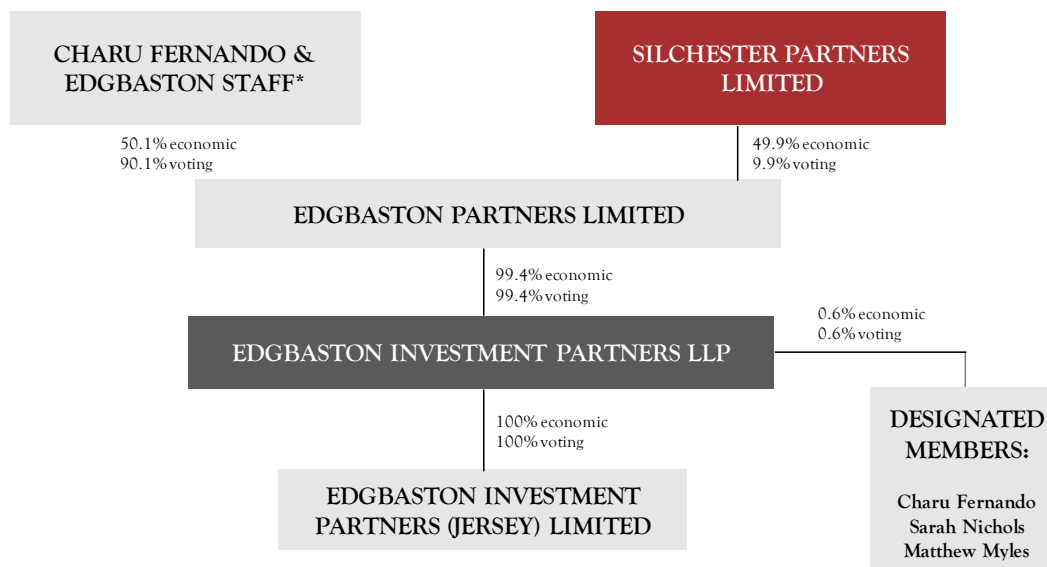 CHARU FERNANDO &
EDGBASTON STAFF*
SILCHESTER PARTNERS
LIMITED
50.1% economic
90.1% voting
49.9% economic
9.9% voting
EDGBASTON PARTNERS LIMITED
99.4% economic
99.4% voting
0.6% economic
0.6% voting
EDGBASTON INVESTMENT PARTNERS LLP
100% economic
100% voting
DESIGNATED
MEMBERS:
Charu Fernando
Sarah Nichols
Matthew Myles
EDGBASTON INVESTMENT
PARTNERS (JERSEY) LIMITED